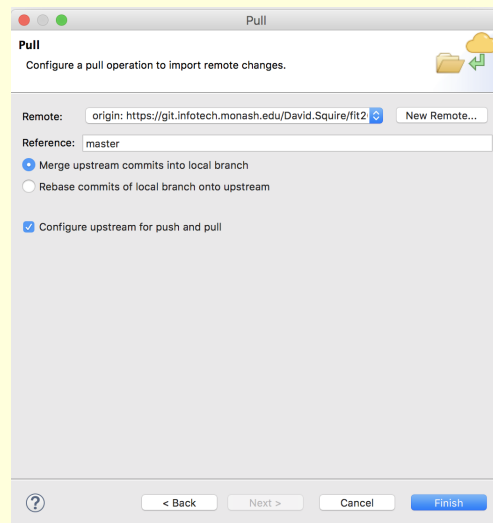 Pull
Pull
Configure a pull operation to import remote changes.
Remote: origin: https://git.infotech.monash.edu/David.Squire/fit2 New Remote...
Reference: master
Merge upstream commits into local branch
Rebase commits of local branch onto upstream
Configure upstream for push and pull
? < Back Next > Cancel Finish